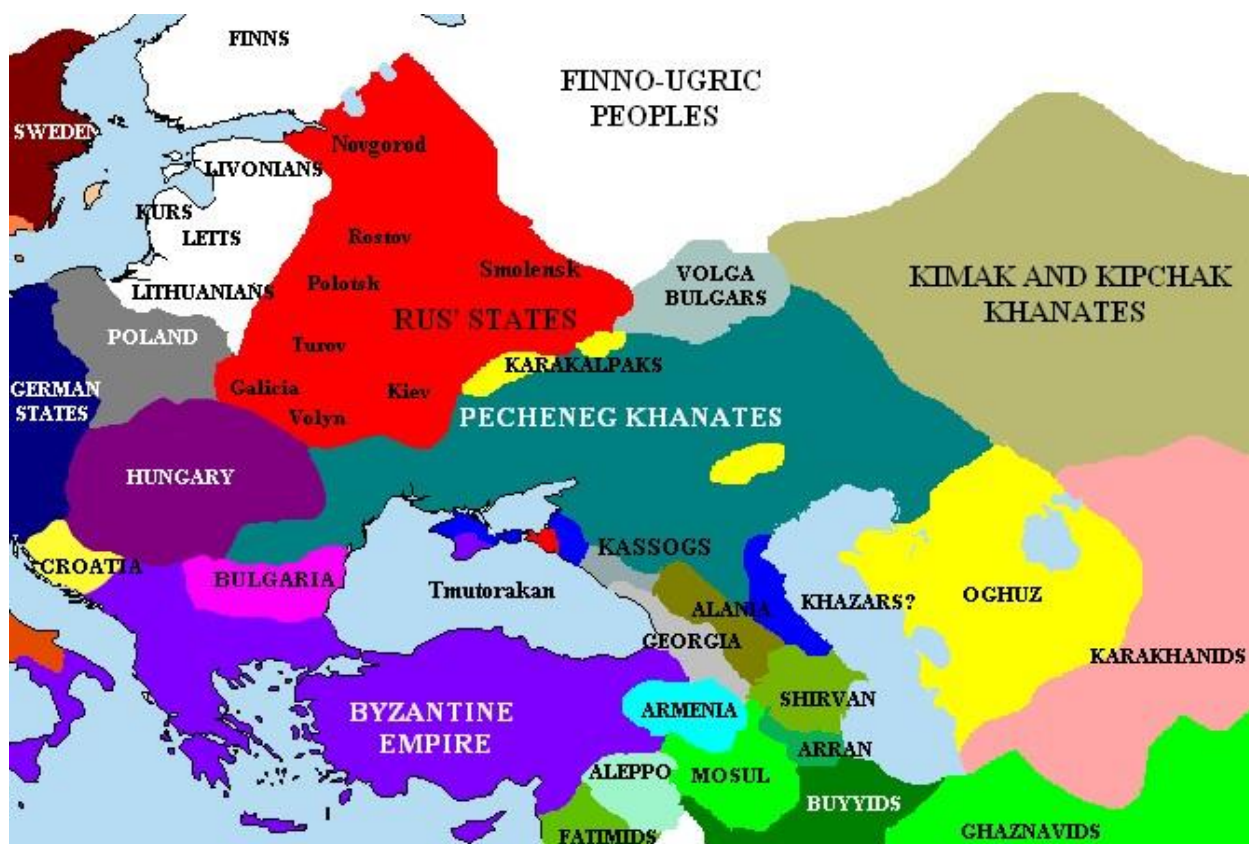 FINNS
FINNO-UGRIC
PEOPLES
SWEDEN
Novgorod
LIVONIANS
KURS
LETTS
Rostov
Smolensk
VOLGA
BULGARS
KIMAK AND KIPCHAK
KHANATES
LITHUANIANS
Polotsk
RUS' STATES
POLAND
Turov
KARAKALPAKS
GERMAN
STATES
Galicia
Kiev
Volyn
PECHENEG KHANATES
HUNGARY
KASSOGS
CROATIA
BULGARIA
Tmutorakan
ALANIA
KHAZARS?
OGHUZ
GEORGIA
KARAKHANIDS
SHIRVAN
BYZANTINE
EMPIRE
ARMENIA
ARRAN
ALEPPO
MOSUL
BUYYIDS
FATIMIDS
GHAZNAVIDS